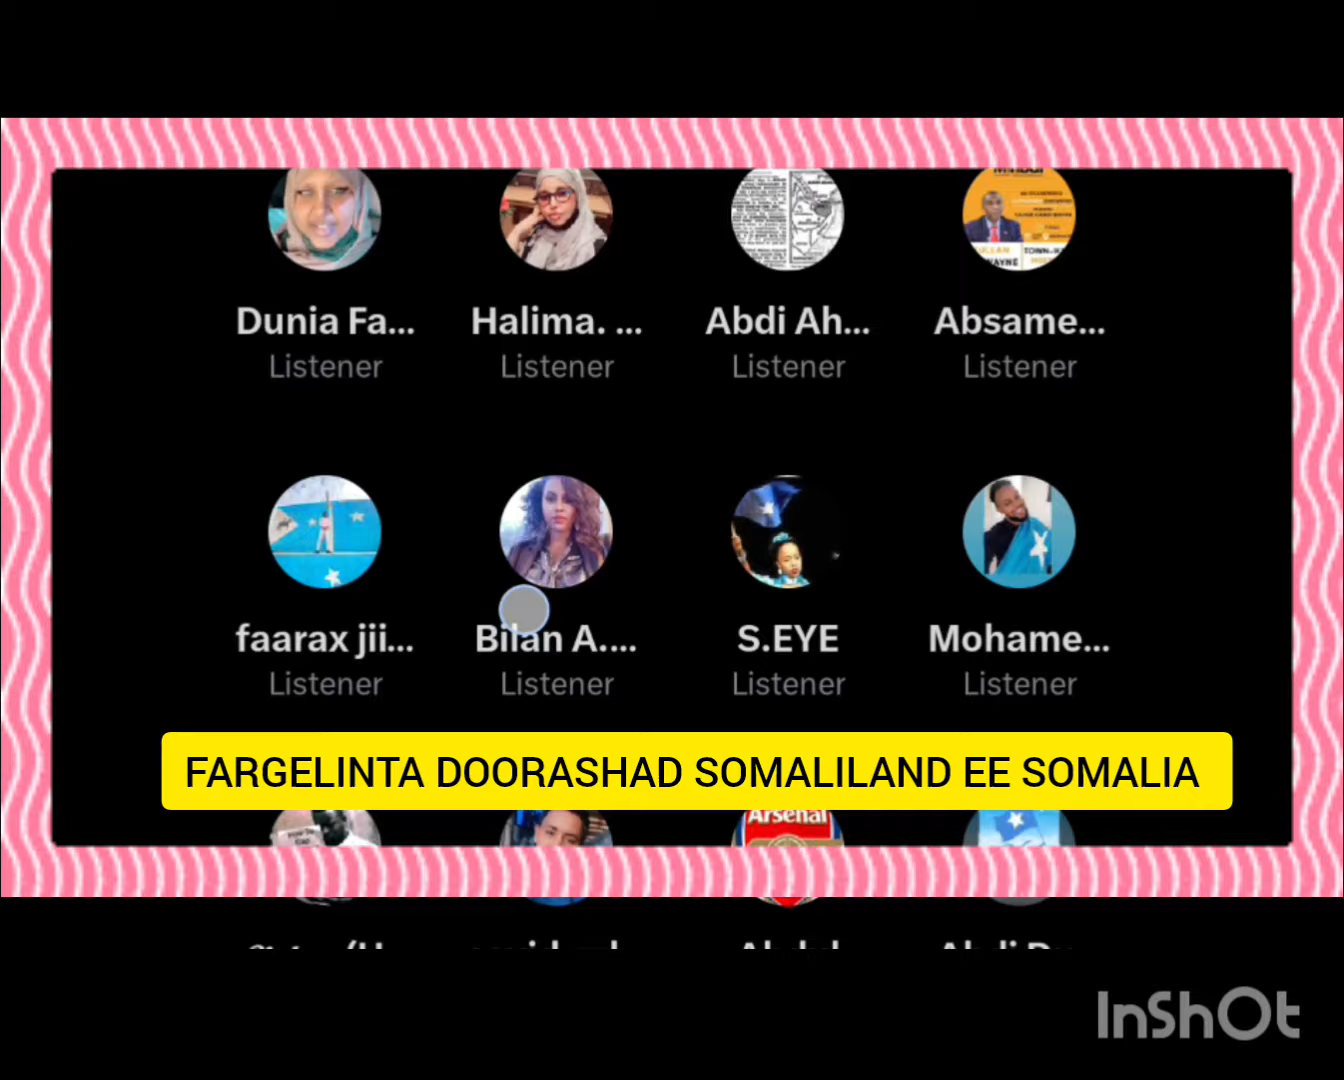 Dunia Fa... Halima. ... Abdi Ah... Absame...
Listener Listener Listener Listener
faarax jii... Bilan A.... S.EYE Mohame...
Listener Listener Listener Listener
FARGELINTA DOORASHAD SOMALILAND EE SOMALIA
Arsenal
InShOt